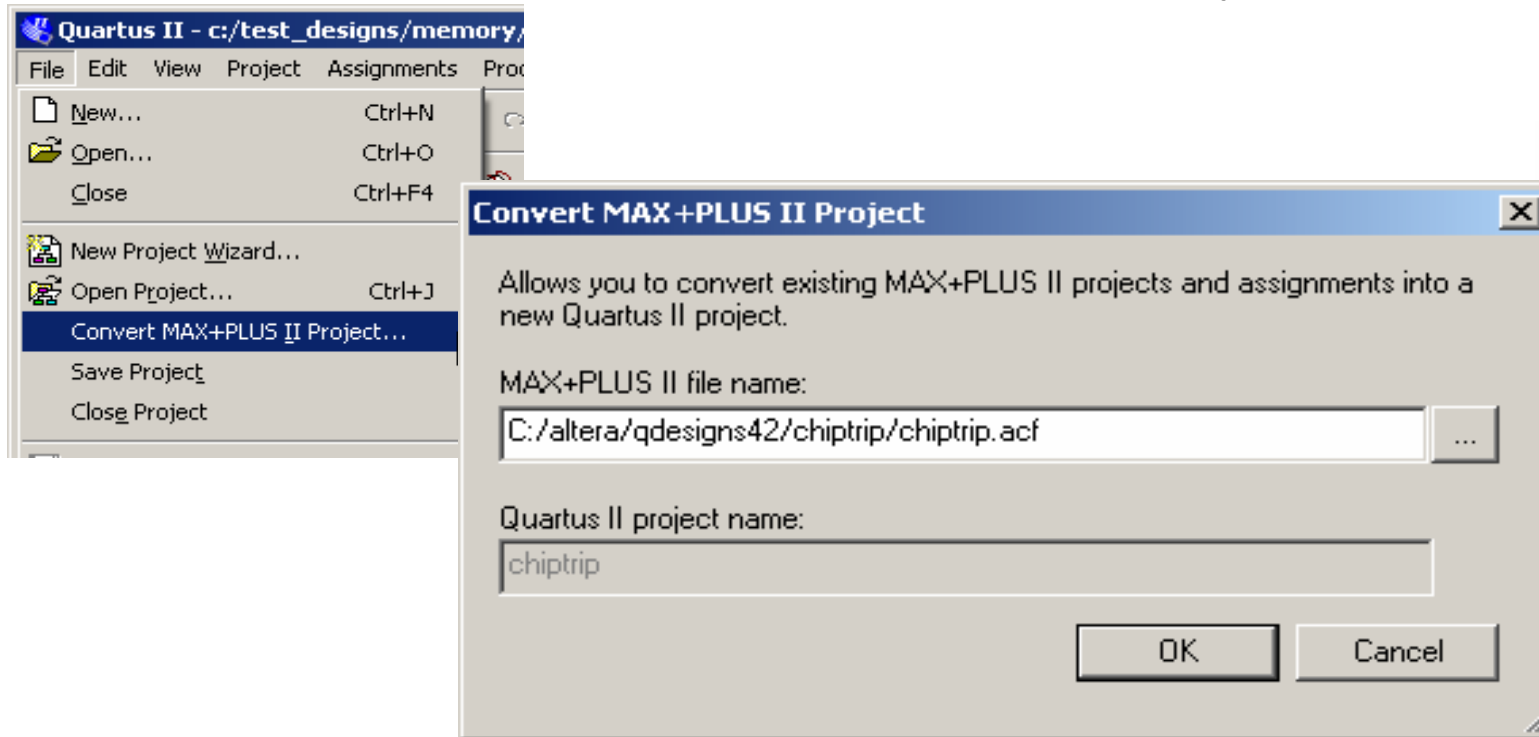 Quartus II - c:/test_designs/memory/
File Edit View Project Assignments
New... Ctrl+N
Open... Ctrl+O
Close Ctrl+F4
New Project Wizard...
Open Project... Ctrl+J
Convert MAX+PLUS II Project...
Save Project
Close Project
Convert MAX+PLUS II Project
Allows you to convert existing MAX+PLUS II projects and assignments into a
new Quartus II project.
MAX+PLUS II file name:
C:/altera/qdesigns42/chiptrip/chiptrip.acf
...
Quartus II project name:
chiptrip
OK Cancel